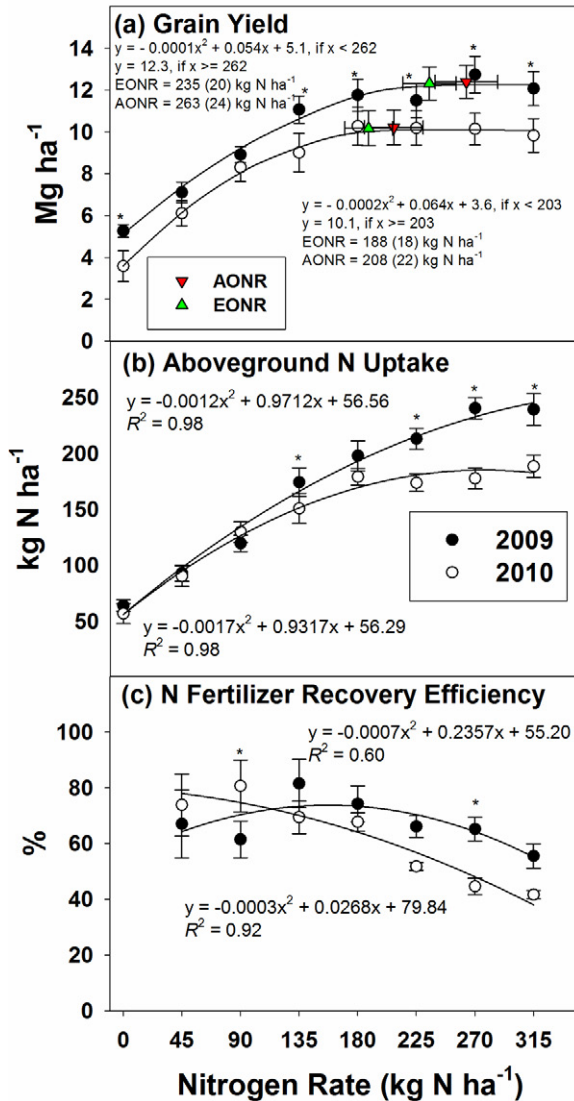 (a) Grain Yield
y = - 0.0001x² + 0.054x + 5.1, if x < 262
y = 12.3, if x >= 262
EONR = 235 (20) kg N ha⁻¹
AONR = 263 (24) kg N ha⁻¹
* * * * * *
14
12
10
8
6
4
2
0
Mg ha⁻¹
y = - 0.0002x² + 0.064x + 3.6, if x < 203
y = 10.1, if x >= 203
EONR = 188 (18) kg N ha⁻¹
AONR = 208 (22) kg N ha⁻¹
AONR
EONR
(b) Aboveground N Uptake
y = -0.0012x² + 0.9712x + 56.56
R² = 0.98
* * * *
250
200
150
100
50
kg N ha⁻¹
2009
2010
y = -0.0017x² + 0.9317x + 56.29
R² = 0.98
(c) N Fertilizer Recovery Efficiency
y = -0.0007x² + 0.2357x + 55.20
R² = 0.60
* *
100
80
60
40
20
0
%
y = -0.0003x² + 0.0268x + 79.84
R² = 0.92
0 45 90 135 180 225 270 315
Nitrogen Rate (kg N ha⁻¹)